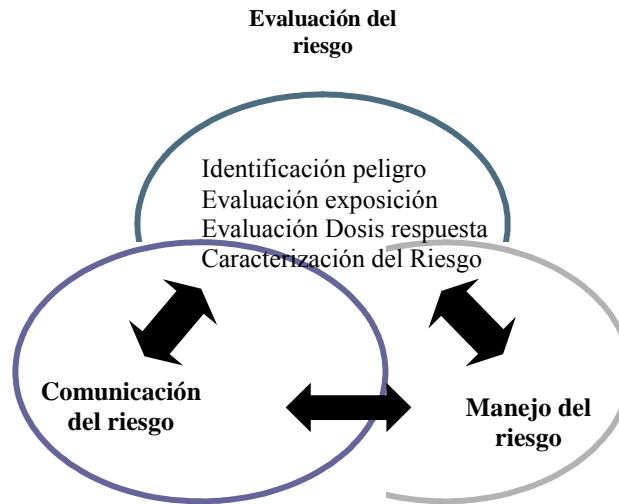 Evaluación del
riesgo
Identificación peligro
Evaluación exposición
Evaluación Dosis respuesta
Caracterización del Riesgo
Comunicación
del riesgo
Manejo del
riesgo